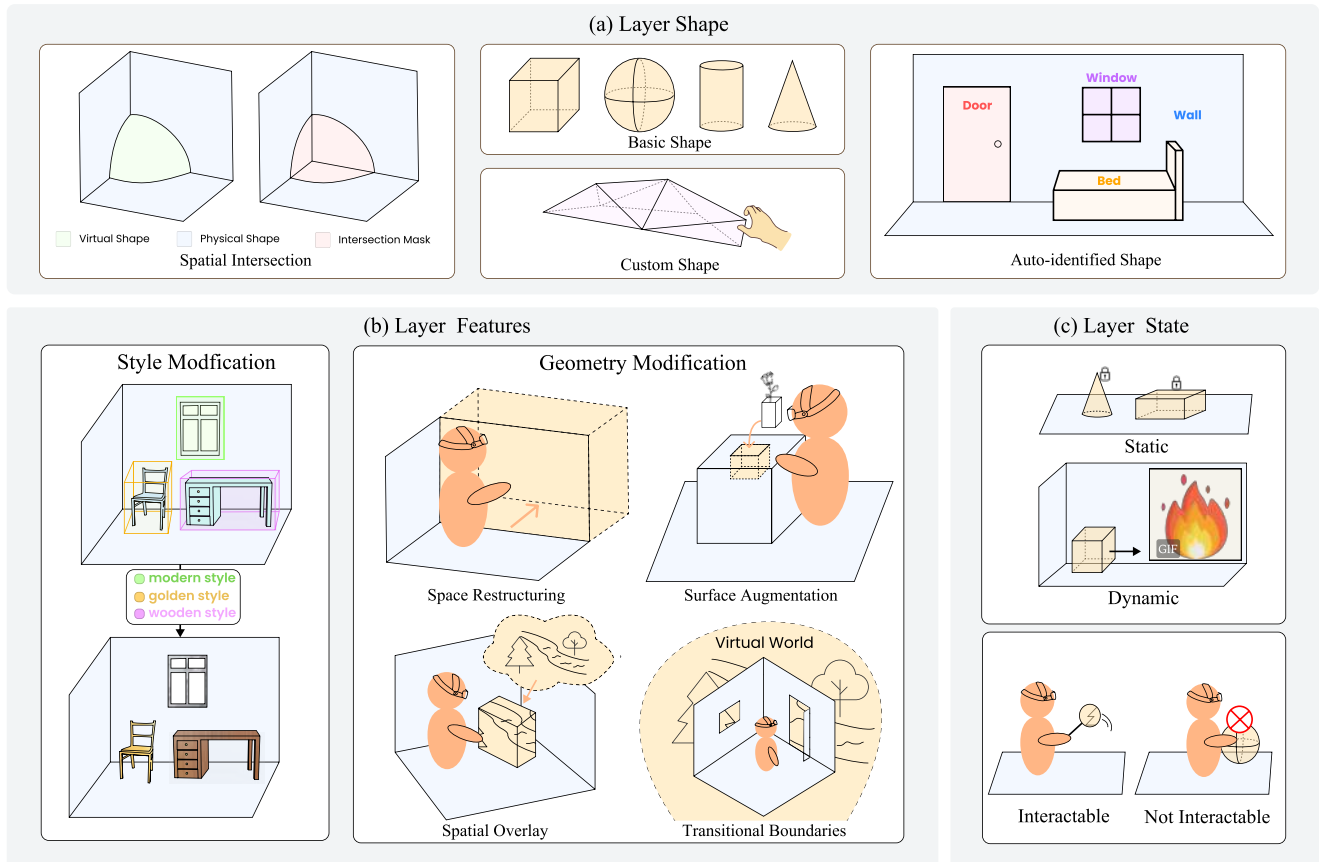 (a) Layer Shape
Virtual Shape
Physical Shape
Intersection Mask
Spatial Intersection
Basic Shape
Custom Shape
Door
Window
Wall
Bed
Auto-identified Shape
(b) Layer Features
Style Modfication
modern style
golden style
wooden style
Geometry Modification
Space Restructuring
Surface Augmentation
Spatial Overlay
Virtual World
Transitional Boundaries
(c) Layer State
Static
GIF
Dynamic
Interactable
Not Interactable